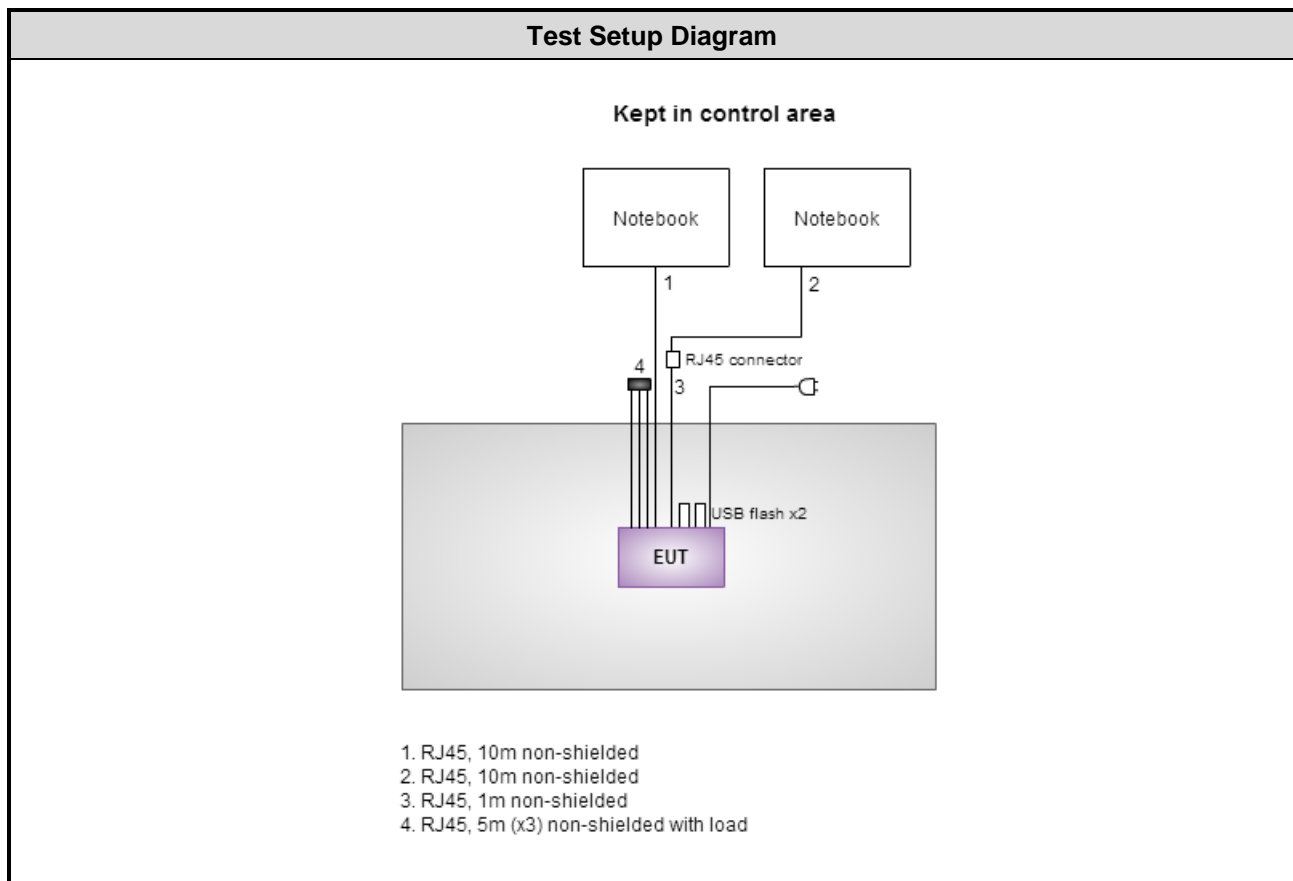 Test Setup Diagram
Kept in control area
Notebook
Notebook
1
2
RJ45 connector
4
3
USB flash x2
EUT
1. RJ45, 10m non-shielded
2. RJ45, 10m non-shielded
3. RJ45, 1m non-shielded
4. RJ45, 5m (x3) non-shielded with load